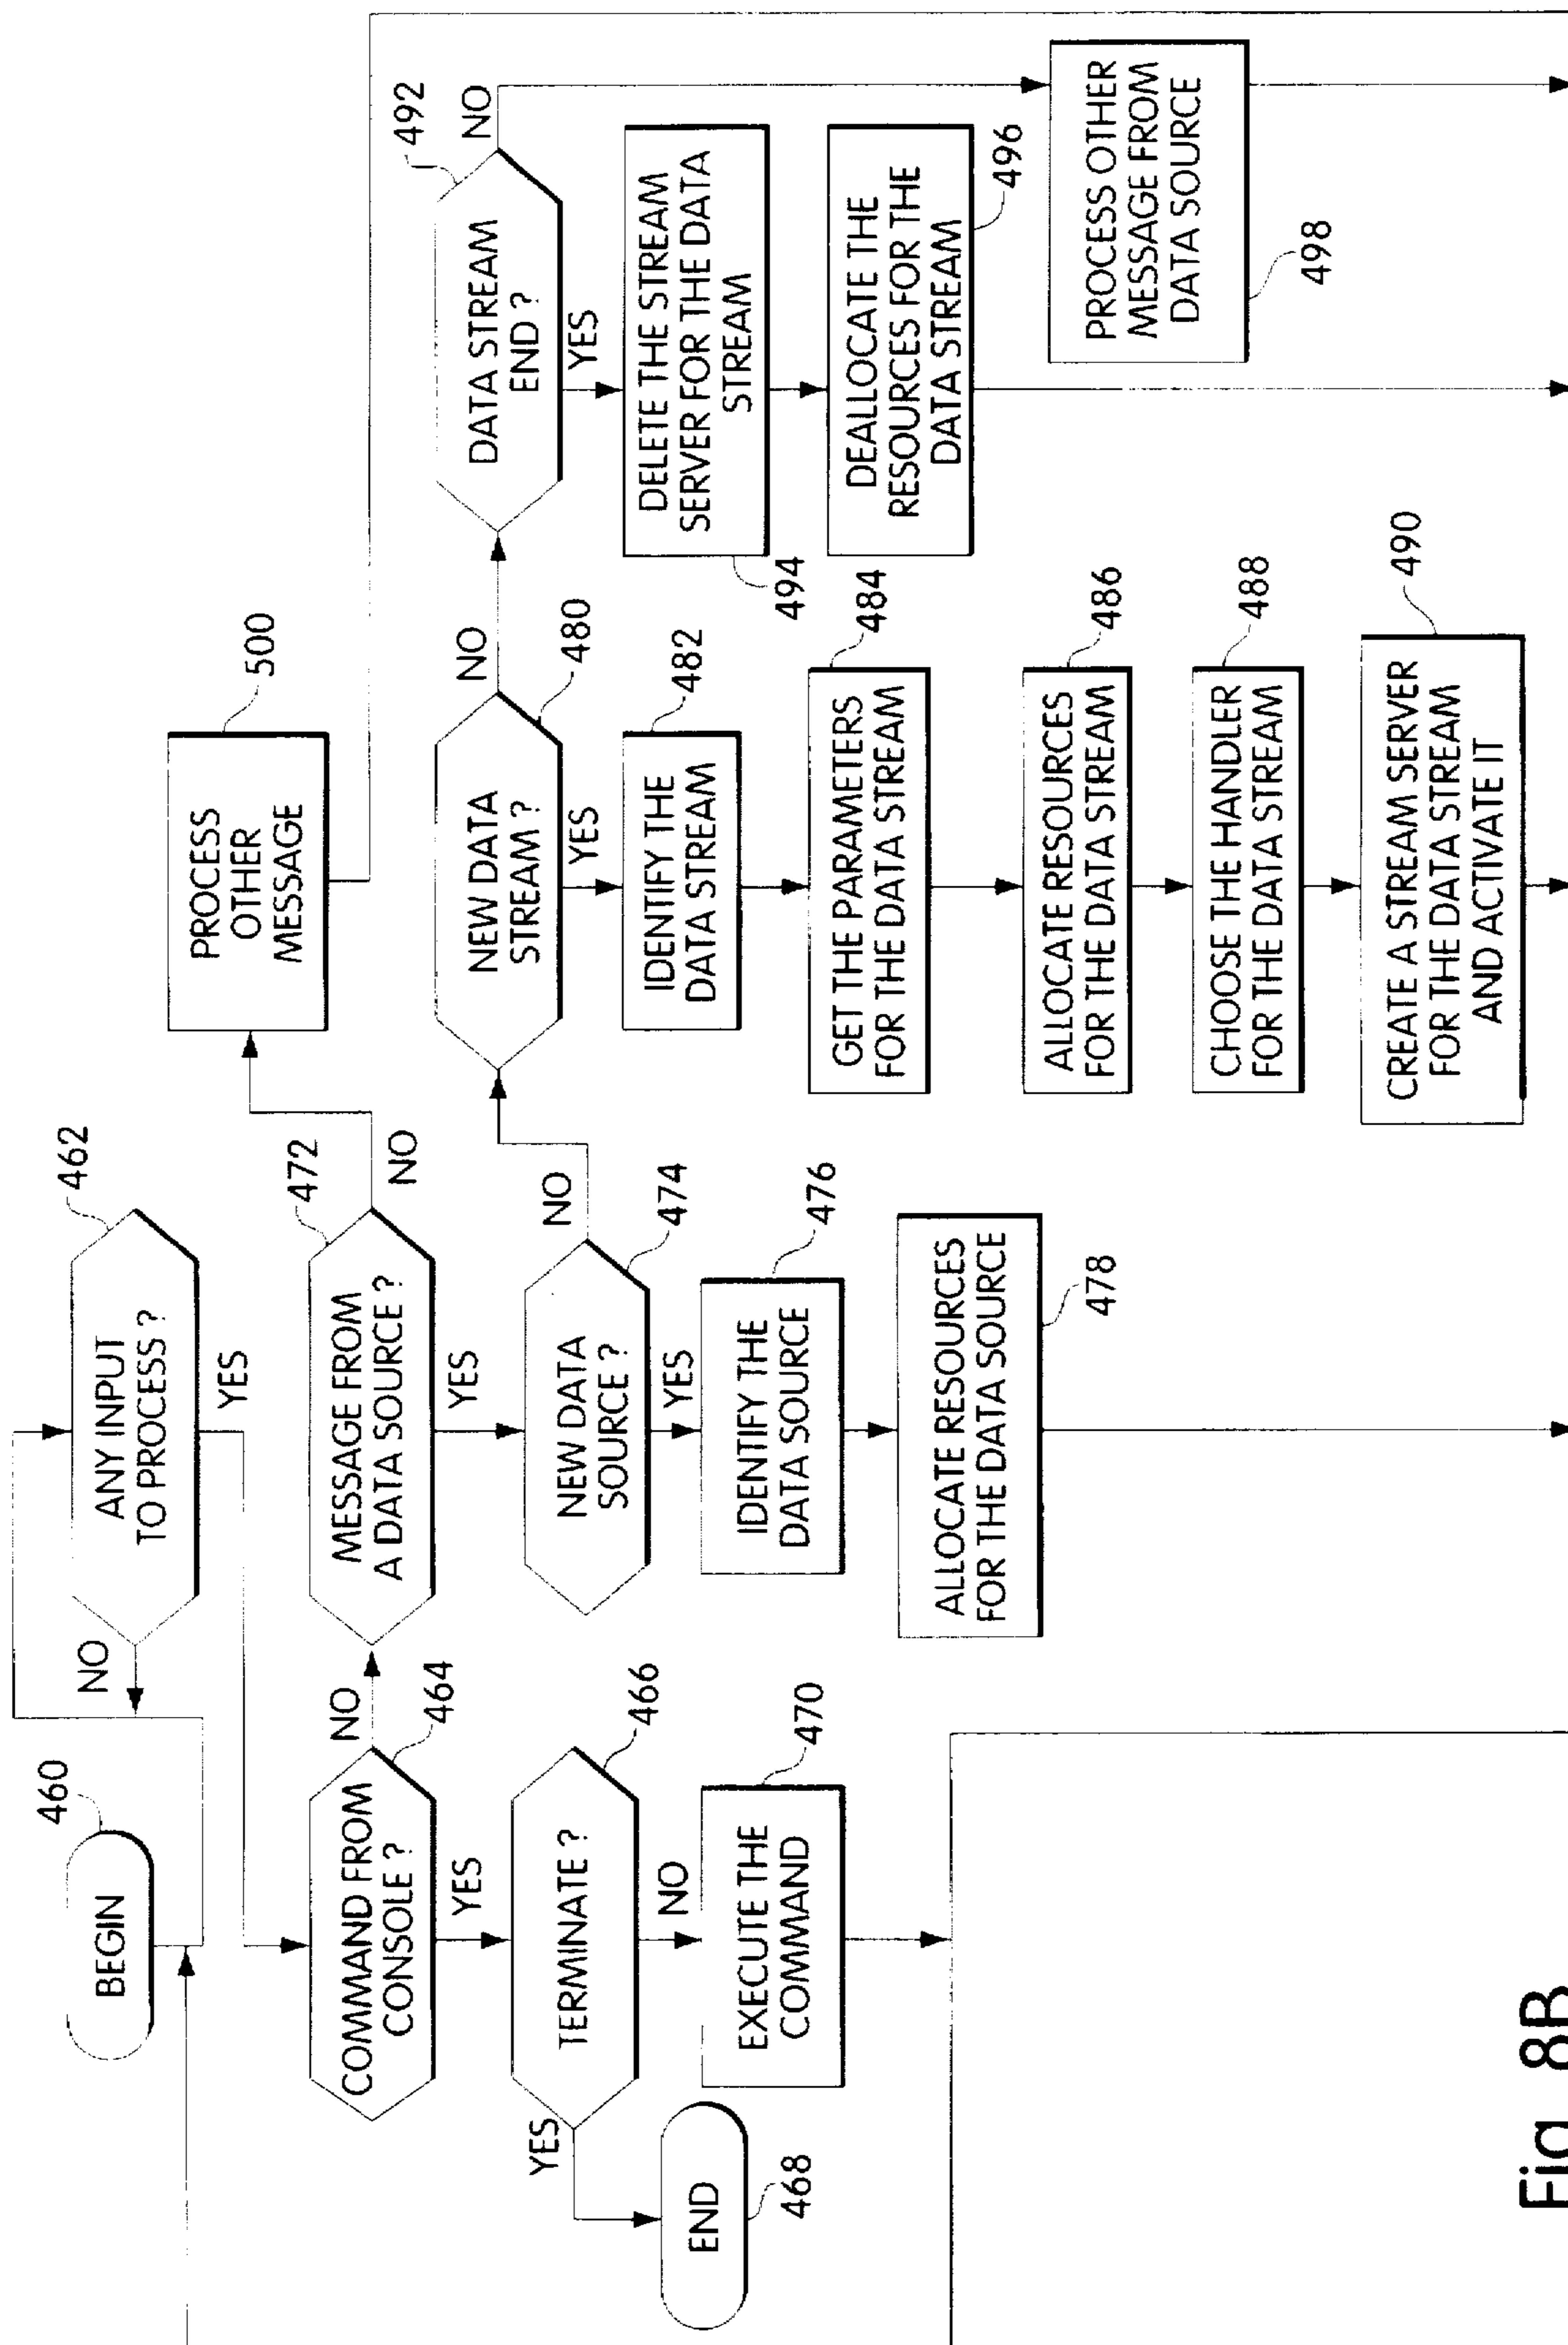 BEGIN
460
ANY INPUT
TO PROCESS ?
462
NO
YES
COMMAND FROM
CONSOLE ?
464
NO
YES
TERMINATE ?
466
YES
NO
END
468
EXECUTE THE
COMMAND
470
MESSAGE FROM
A DATA SOURCE ?
472
NO
YES
PROCESS
OTHER
MESSAGE
500
NEW DATA
SOURCE ?
474
NO
YES
IDENTIFY THE
DATA SOURCE
476
ALLOCATE RESOURCES
FOR THE DATA SOURCE
478
NEW DATA
STREAM ?
480
NO
YES
IDENTIFY THE
DATA STREAM
482
GET THE PARAMETERS
FOR THE DATA STREAM
484
ALLOCATE RESOURCES
FOR THE DATA STREAM
486
CHOOSE THE HANDLER
FOR THE DATA STREAM
488
CREATE A STREAM SERVER
FOR THE DATA STREAM
AND ACTIVATE IT
490
DATA STREAM
END ?
492
NO
YES
DELETE THE STREAM
SERVER FOR THE DATA
STREAM
494
DEALLOCATE THE
RESOURCES FOR THE
DATA STREAM
496
PROCESS OTHER
MESSAGE FROM
DATA SOURCE
498
Fig. 8B